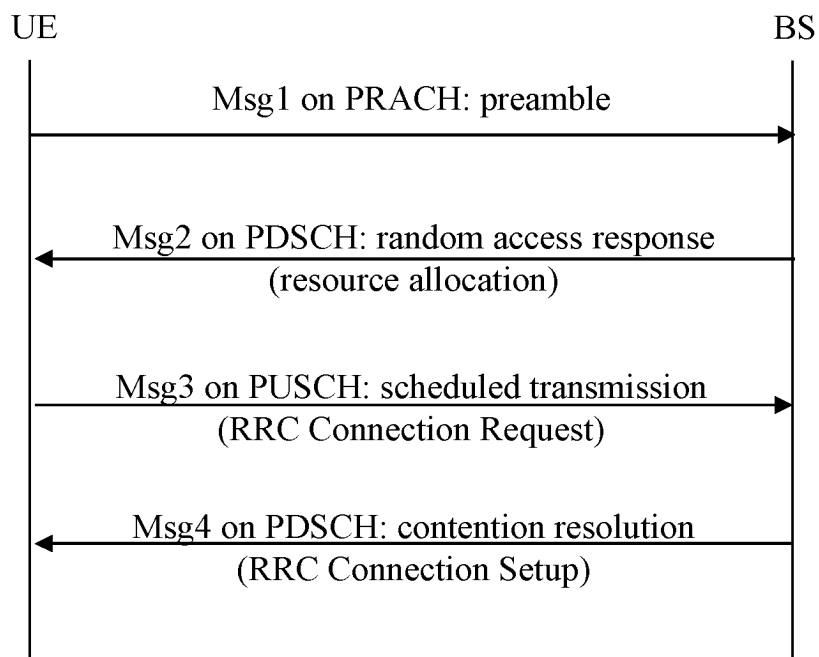 UE
BS
Msg1 on PRACH: preamble
Msg2 on PDSCH: random access response
(resource allocation)
Msg3 on PUSCH: scheduled transmission
(RRC Connection Request)
Msg4 on PDSCH: contention resolution
(RRC Connection Setup)